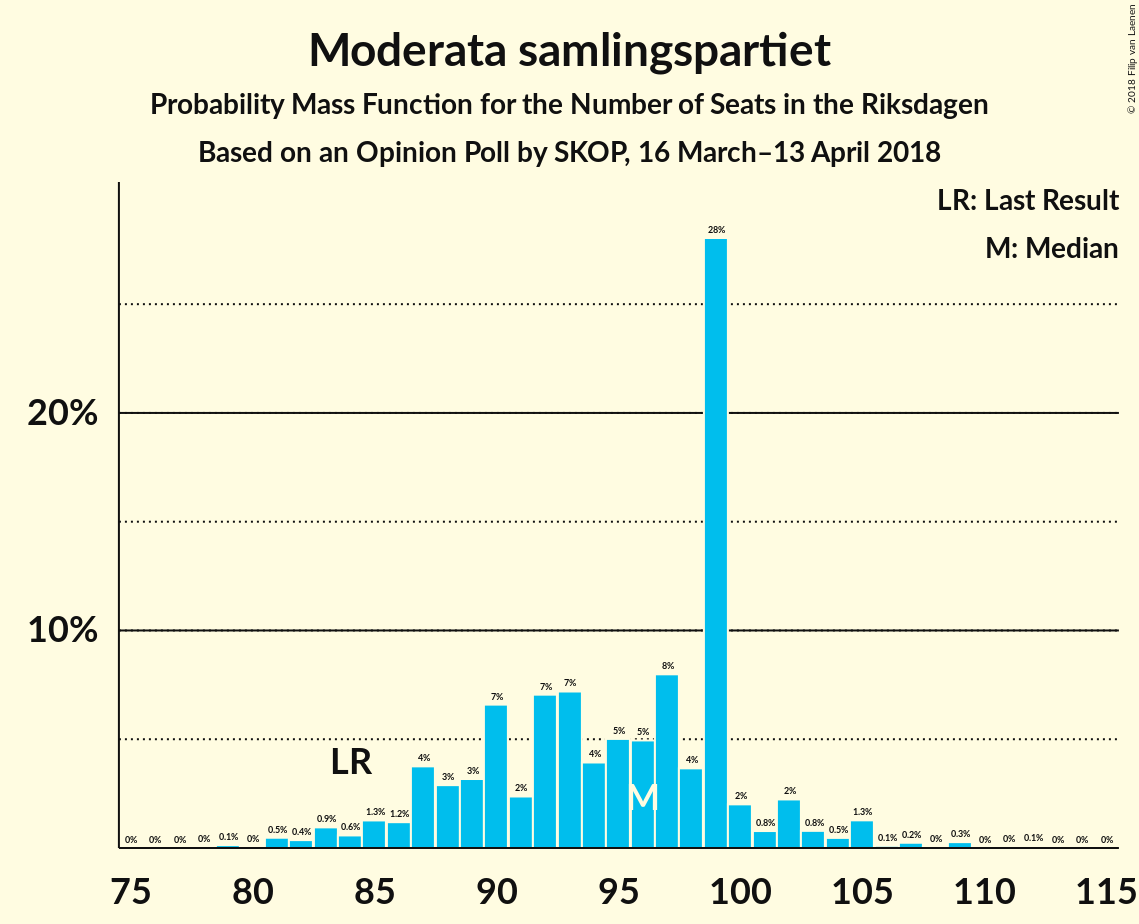 Moderata samlingspartiet
Probability Mass Function for the Number of Seats in the Riksdagen
Based on an Opinion Poll by SKOP, 16 March–13 April 2018
© 2018 Filip van Laenen
LR: Last Result
M: Median
28%
20%
10%
8%
7% 7% 7%
5% 5%
4% 4% 4%
3% 3%
LR
2% 2% 2%
M
0% 0% 0% 0% 0.1% 0% 0.5% 0.4% 0.9% 0.6% 1.3% 1.2% 0.8% 0.8% 0.5% 1.3% 0.1% 0.2% 0% 0.3% 0% 0% 0.1% 0% 0% 0%
75 80 85 90 95 100 105 110 115